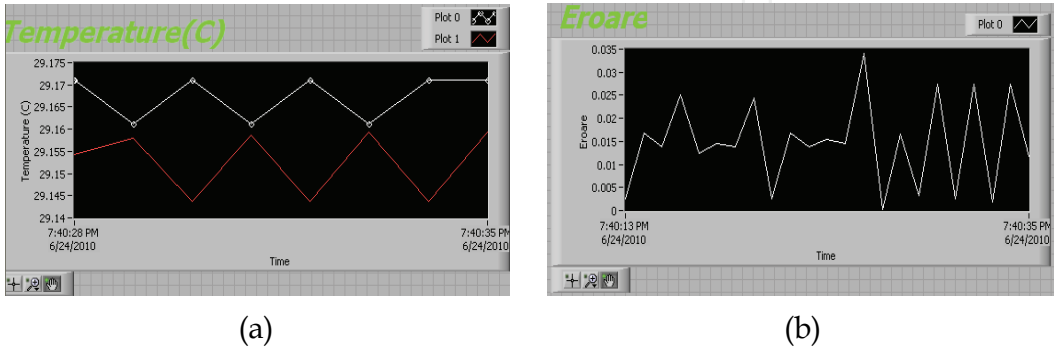 Temperature(C)
Plot 0
Plot 1
Temperature (C)
29.175
29.17
29.165
29.16
29.155
29.15
29.145
29.14
7:40:28 PM
6/24/2010
7:40:35 PM
6/24/2010
Time
(a)
Eroare
Plot 0
Eroare
0.035
0.03
0.025
0.02
0.015
0.01
0.005
0
7:40:13 PM
6/24/2010
7:40:35 PM
6/24/2010
Time
(b)